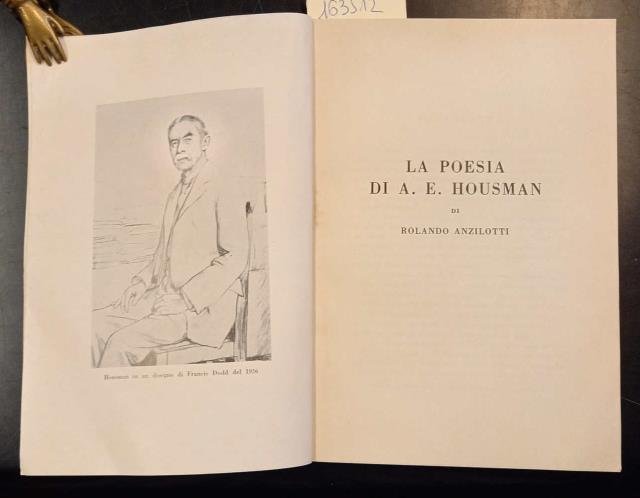 163512
Housman in un disegno di Francis Dodd del 1926
LA POESIA
DI A. E. HOUSMAN
DI
ROLANDO ANZILOTTI